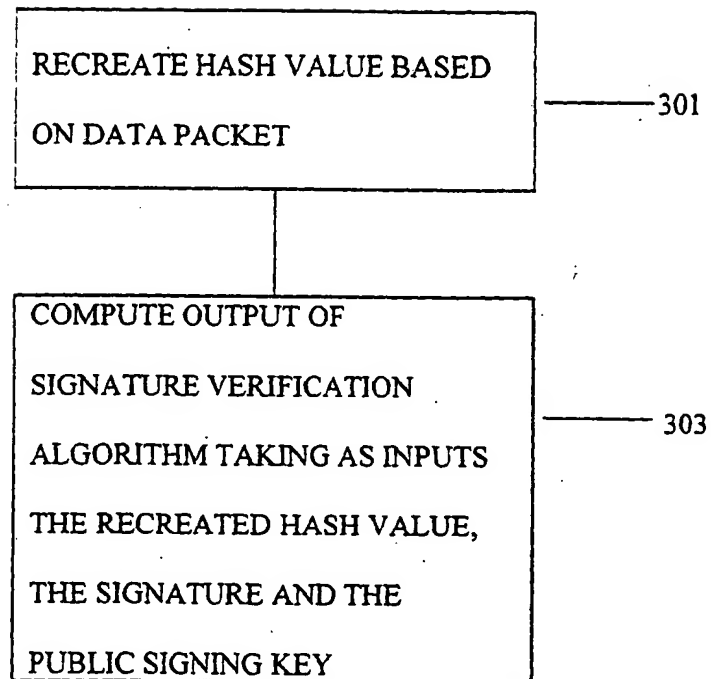 RECREATE HASH VALUE BASED
ON DATA PACKET
301
COMPUTE OUTPUT OF
SIGNATURE VERIFICATION
ALGORITHM TAKING AS INPUTS
THE RECREATED HASH VALUE,
THE SIGNATURE AND THE
PUBLIC SIGNING KEY
303